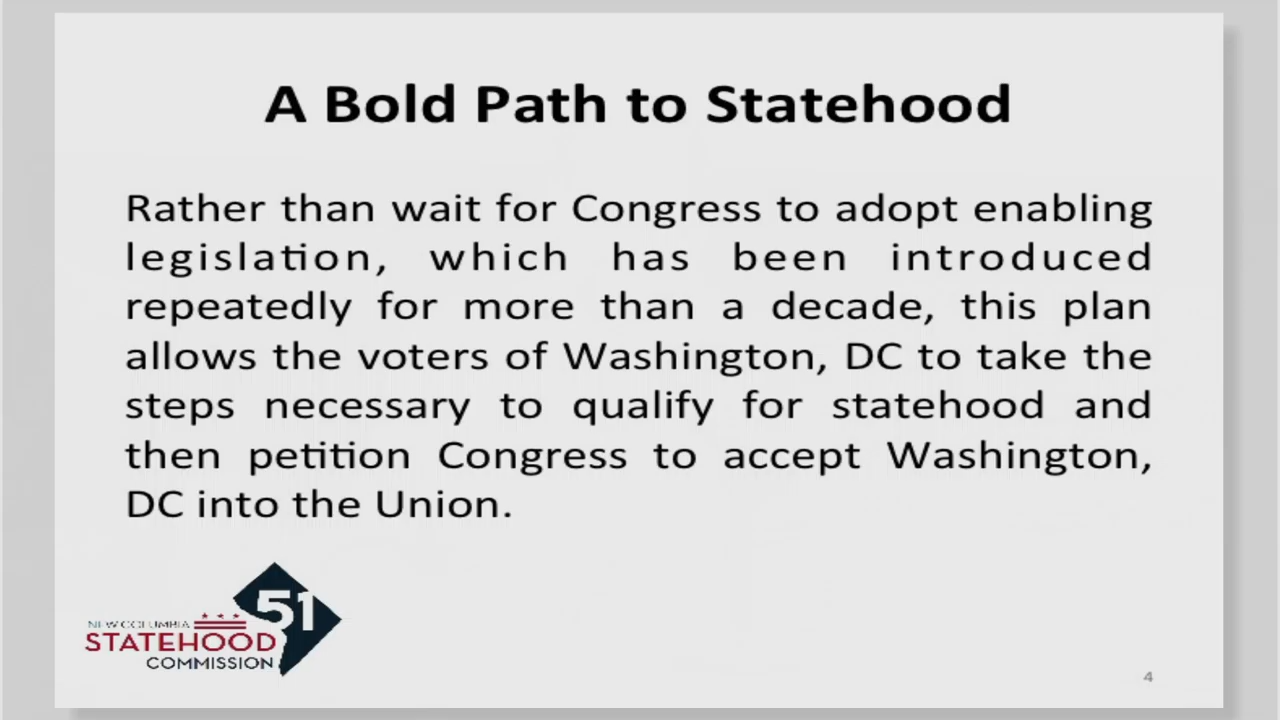 A Bold Path to Statehood
Rather than wait for Congress to adopt enabling
legislation, which has been introduced
repeatedly for more than a decade, this plan
allows the voters of Washington, DC to take the
steps necessary to qualify for statehood and
then petition Congress to accept Washington,
DC into the Union.
51
NEW COLUMBIA
STATEHOOD
COMMISSION
4